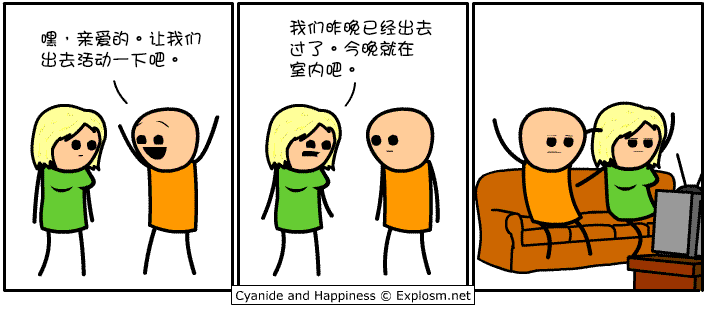 嘿，亲爱的。让我们
出去活动一下吧。
我们昨晚已经出去
过了。今晚就在
室内吧。
Cyanide and Happiness © Explosm.net